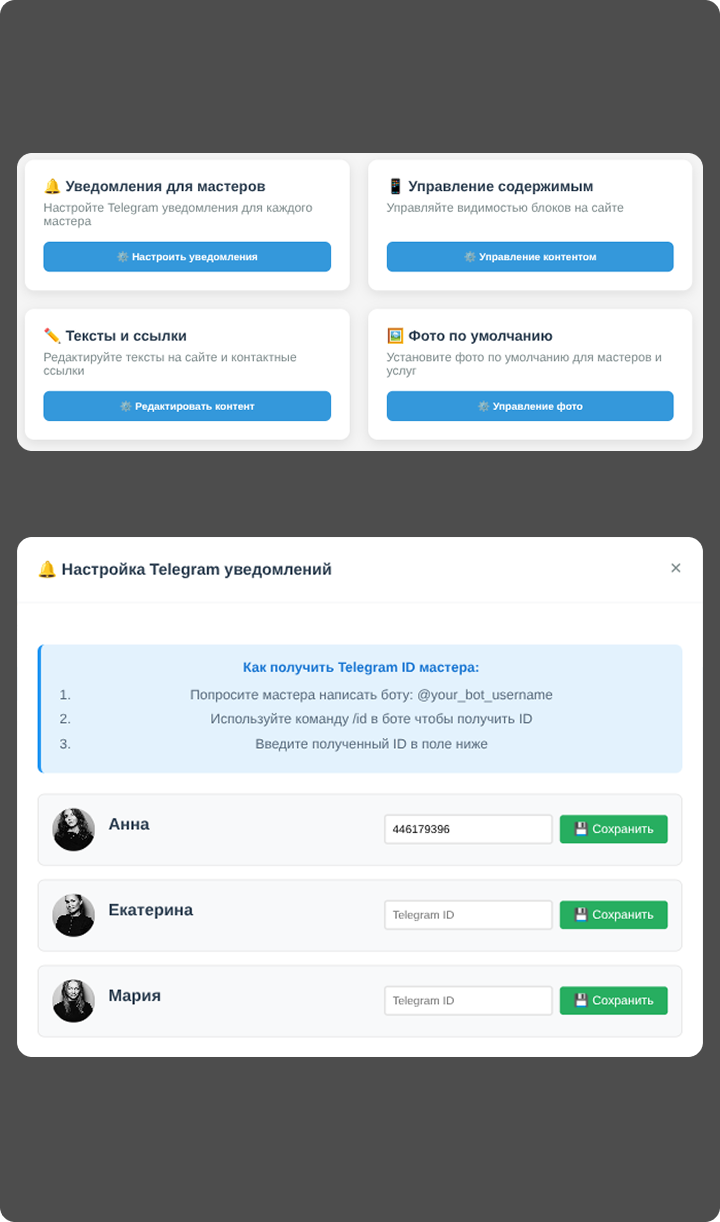 🔔 Уведомления для мастеров
Настройте Telegram уведомления для каждого
мастера
⚙️ Настроить уведомления
📱 Управление содержимым
Управляйте видимостью блоков на сайте
⚙️ Управление контентом
✏️ Тексты и ссылки
Редактируйте тексты на сайте и контактные
ссылки
⚙️ Редактировать контент
🖼️ Фото по умолчанию
Установите фото по умолчанию для мастеров и
услуг
⚙️ Управление фото
🔔 Настройка Telegram уведомлений ✕
Как получить Telegram ID мастера:
1. Попросите мастера написать боту: @your_bot_username
2. Используйте команду /id в боте чтобы получить ID
3. Введите полученный ID в поле ниже
Анна 446179396 💾 Сохранить
Екатерина Telegram ID 💾 Сохранить
Мария Telegram ID 💾 Сохранить